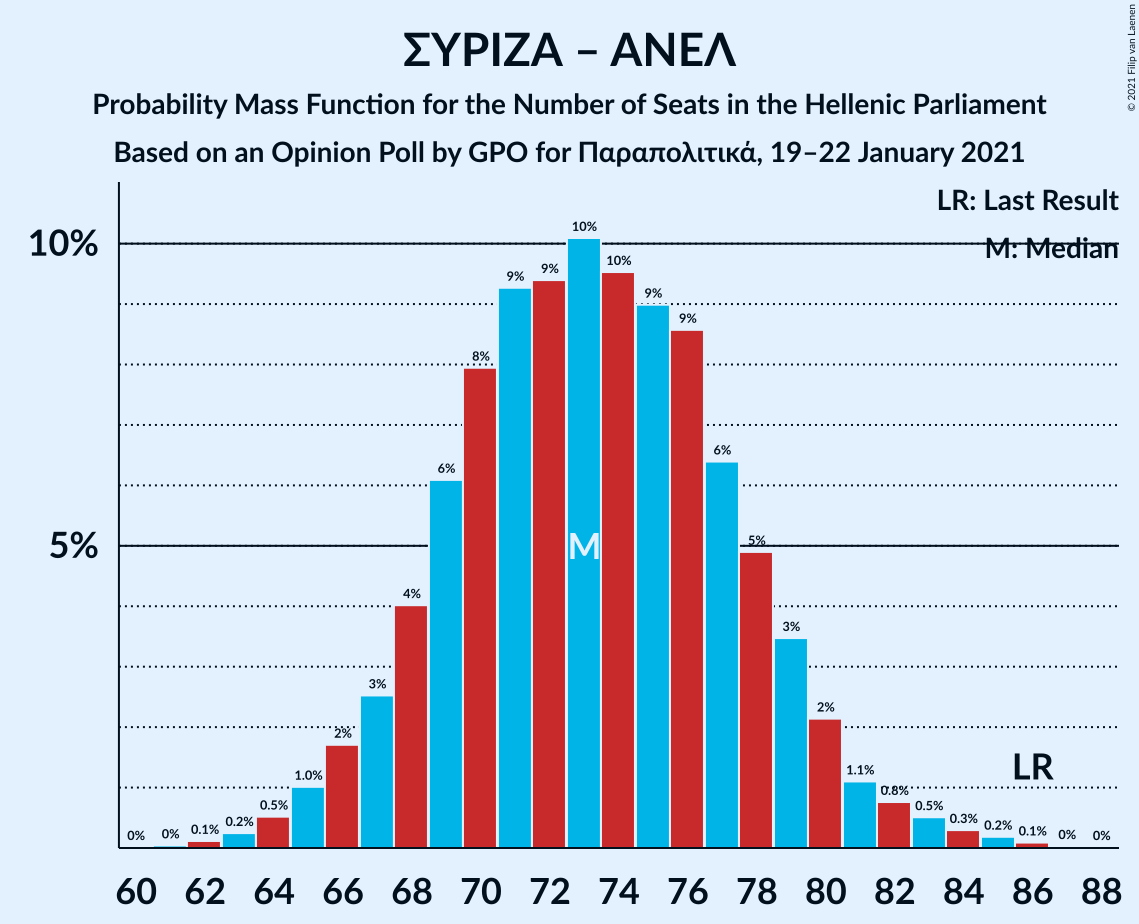 ΣΥΡΙΖΑ – ΑΝΕΛ
Probability Mass Function for the Number of Seats in the Hellenic Parliament
Based on an Opinion Poll by GPO for Παραπολιτικά, 19–22 January 2021
© 2021 Filip van Laenen
LR: Last Result
M: Median
10%
5%
0% 0% 0.1% 0.2% 0.5% 1.0% 2% 3% 4% 6% 8% 9% 9% 10% 10% 9% 9% 6% 5% 3% 2% 1.1% 0.8% 0.5% 0.3% 0.2% 0.1% 0% 0%
M
LR
60 62 64 66 68 70 72 74 76 78 80 82 84 86 88